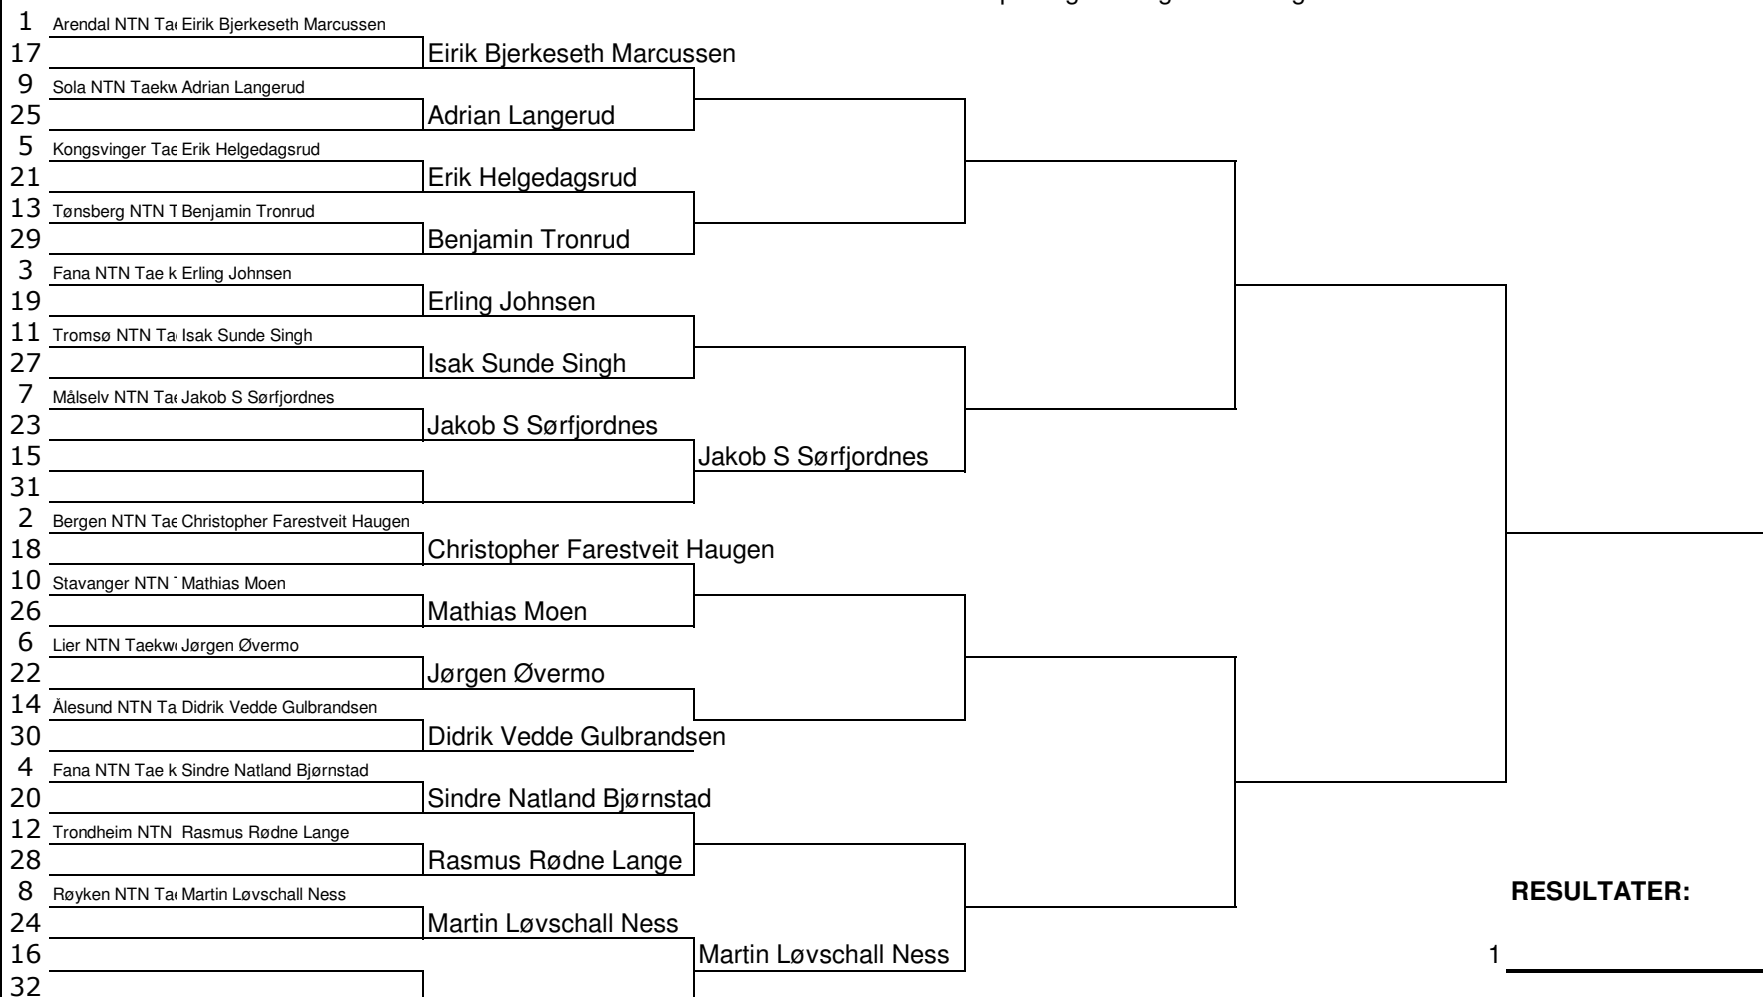 1 Arendal NTN Tae Eirik Bjerkeseth Marcussen
17 Eirik Bjerkeseth Marcussen
9 Sola NTN Taekw Adrian Langerud
25 Adrian Langerud
5 Kongsvinger Tae Erik Helgedagsrud
21 Erik Helgedagsrud
13 Tønsberg NTN T Benjamin Tronrud
29 Benjamin Tronrud
3 Fana NTN Tae k Erling Johnsen
19 Erling Johnsen
11 Tromsø NTN Ta Isak Sunde Singh
27 Isak Sunde Singh
7 Målselv NTN Tae Jakob S Sørfjordnes
23 Jakob S Sørfjordnes
15 Jakob S Sørfjordnes
31
2 Bergen NTN Tae Christopher Farestveit Haugen
18 Christopher Farestveit Haugen
10 Stavanger NTN Mathias Moen
26 Mathias Moen
6 Lier NTN Taekw Jørgen Øvermo
22 Jørgen Øvermo
14 Ålesund NTN Ta Didrik Vedde Gulbrandsen
30 Didrik Vedde Gulbrandsen
4 Fana NTN Tae k Sindre Natland Bjørnstad
20 Sindre Natland Bjørnstad
12 Trondheim NTN Rasmus Rødne Lange
28 Rasmus Rødne Lange
8 Røyken NTN Tae Martin Løvschall Ness
RESULTATER:
24 Martin Løvschall Ness
16 Martin Løvschall Ness
1
32